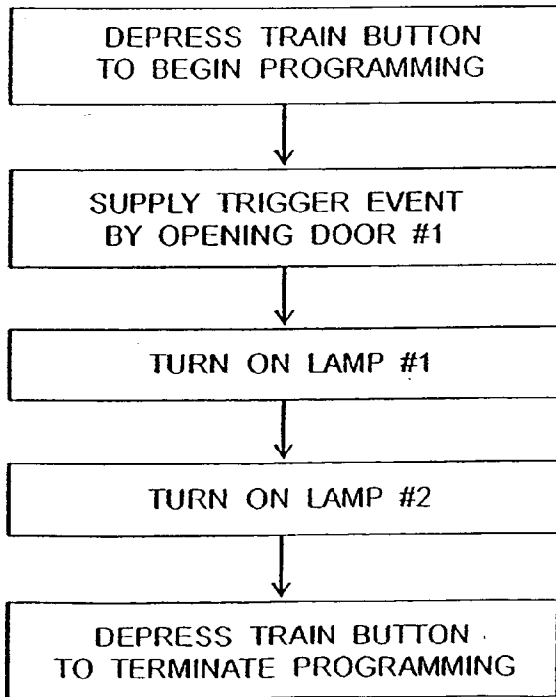 DEPRESS TRAIN BUTTON
TO BEGIN PROGRAMMING
SUPPLY TRIGGER EVENT
BY OPENING DOOR #1
TURN ON LAMP #1
TURN ON LAMP #2
DEPRESS TRAIN BUTTON
TO TERMINATE PROGRAMMING